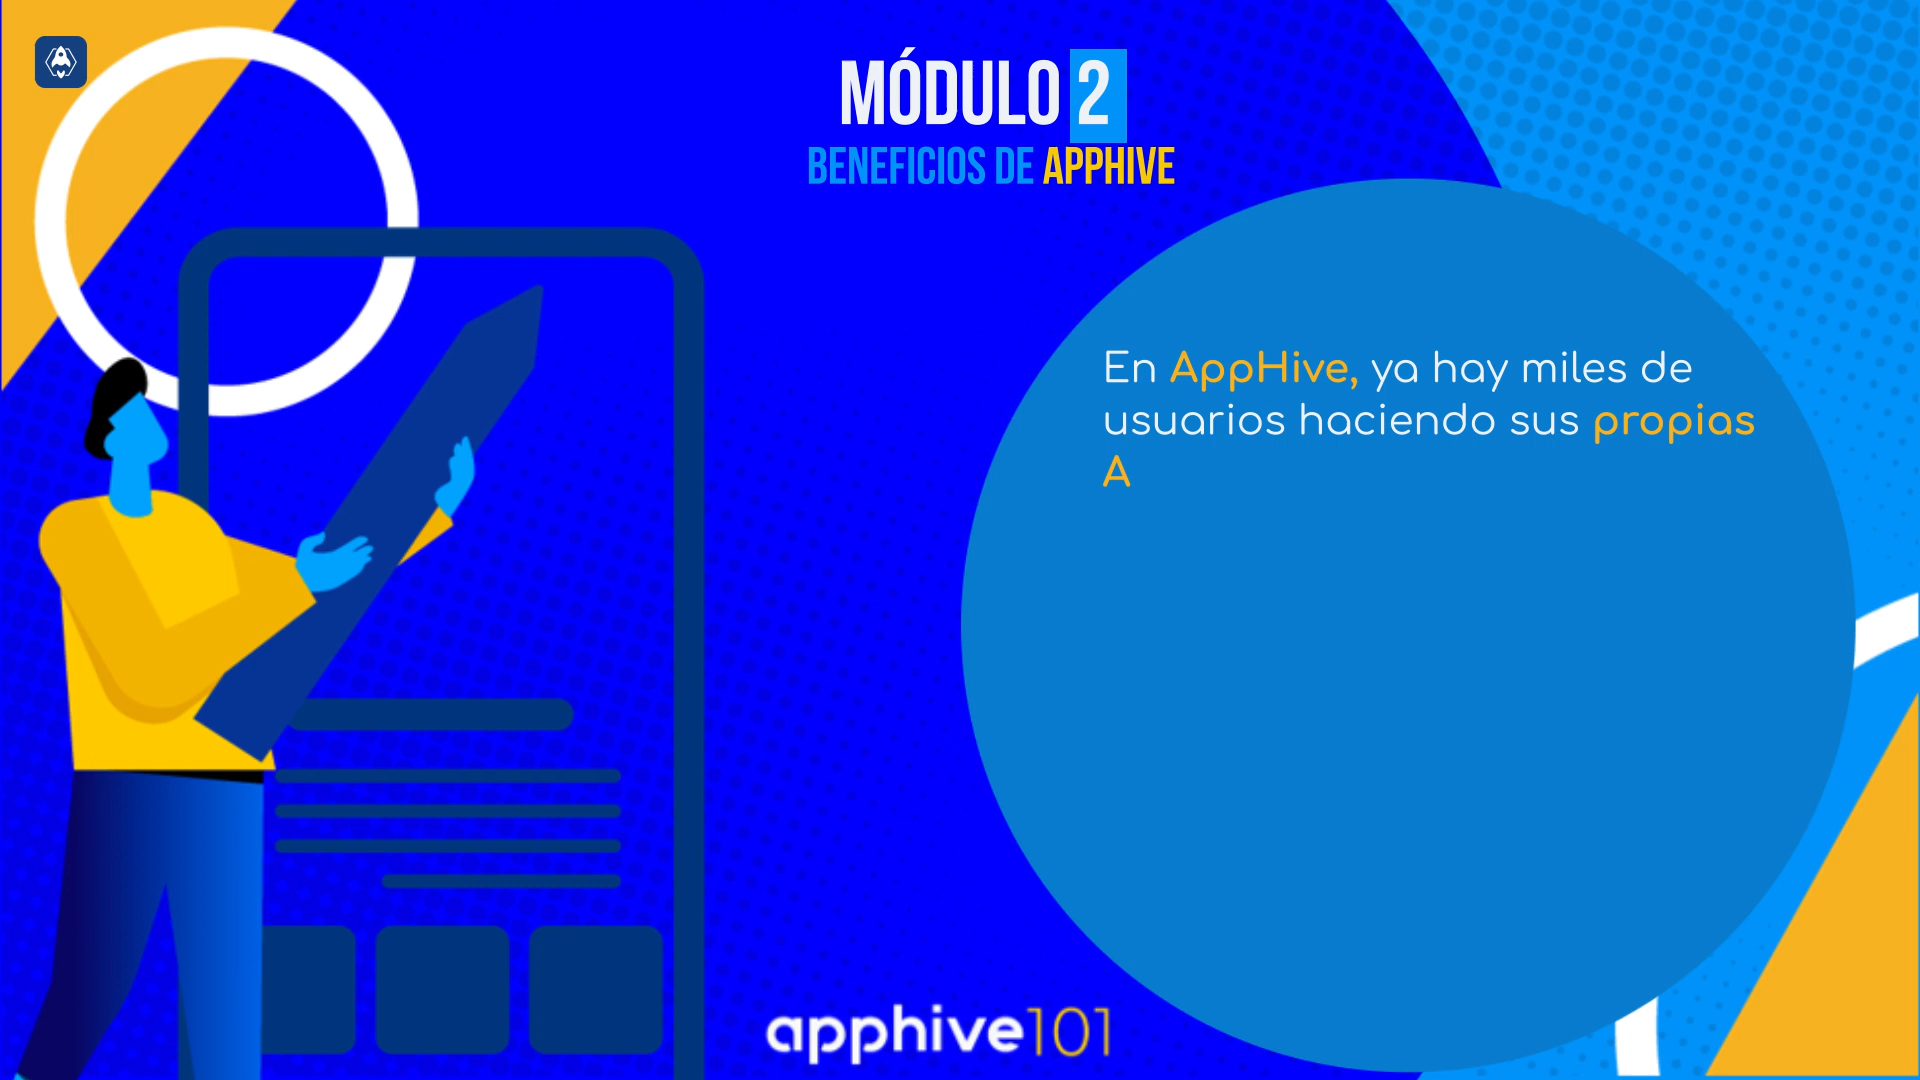 MÓDULO 2
BENEFICIOS DE APPHIVE
En AppHive, ya hay miles de
usuarios haciendo sus propias
A
apphive101